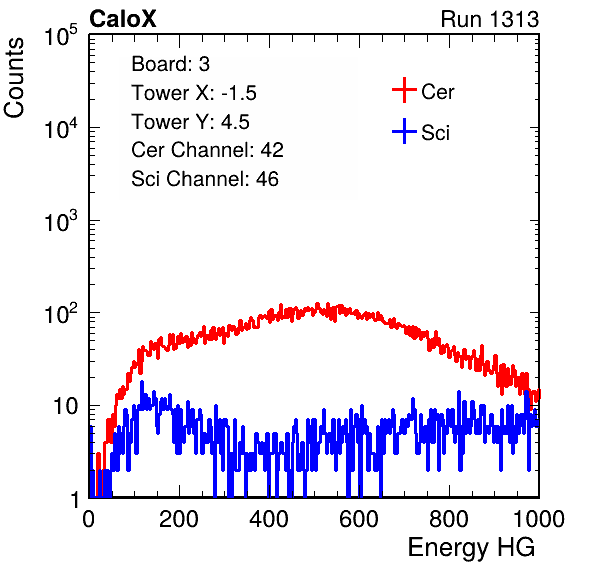 CaloX Run 1313
Counts
10^5
10^4
10^3
10^2
10
1
Board: 3
Tower X: -1.5
Tower Y: 4.5
Cer Channel: 42
Sci Channel: 46
Cer
Sci
0 200 400 600 800 1000
Energy HG